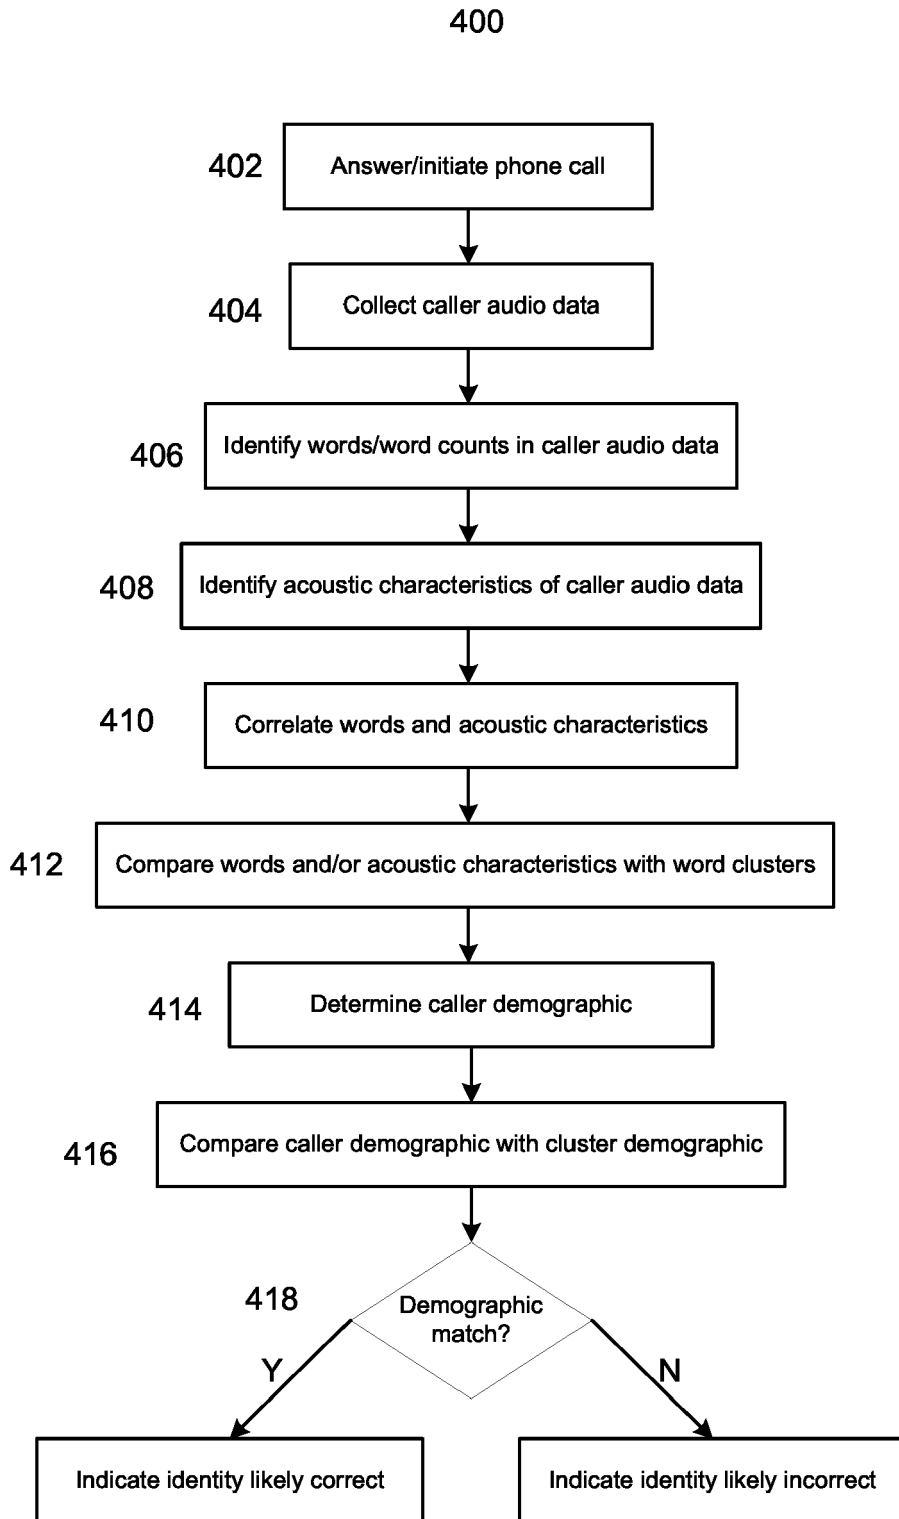 400
402
Answer/initiate phone call
404
Collect caller audio data
406
Identify words/word counts in caller audio data
408
Identify acoustic characteristics of caller audio data
410
Correlate words and acoustic characteristics
412
Compare words and/or acoustic characteristics with word clusters
414
Determine caller demographic
416
Compare caller demographic with cluster demographic
418
Demographic
match?
Y
N
Indicate identity likely correct
Indicate identity likely incorrect